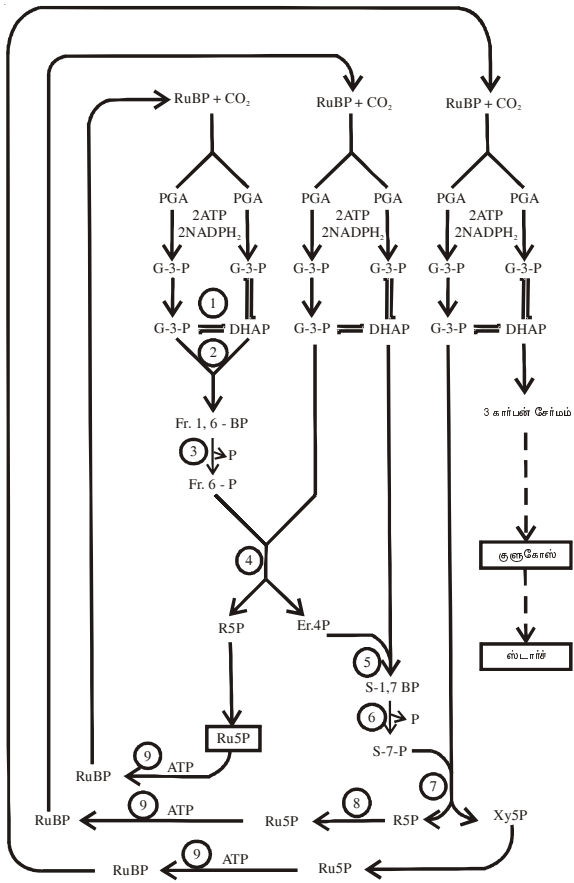 RuBP + CO₂ RuBP + CO₂ RuBP + CO₂
PGA PGA PGA PGA PGA PGA
2ATP 2ATP 2ATP
2NADPH₂ 2NADPH₂ 2NADPH₂
G-3-P G-3-P G-3-P G-3-P G-3-P G-3-P
1
G-3-P DHAP G-3-P DHAP G-3-P DHAP
2
3 கார்பன் சேர்மம்
Fr. 1, 6 - BP
3 P
Fr. 6 - P
குளுகோஸ்
4
R5P Er.4P
ஸ்டார்ச்
5
S-1,7 BP
6 P
Ru5P
S-7-P
9
RuBP ATP
7
9 8
RuBP ATP Ru5P R5P Xy5P
9
RuBP ATP Ru5P